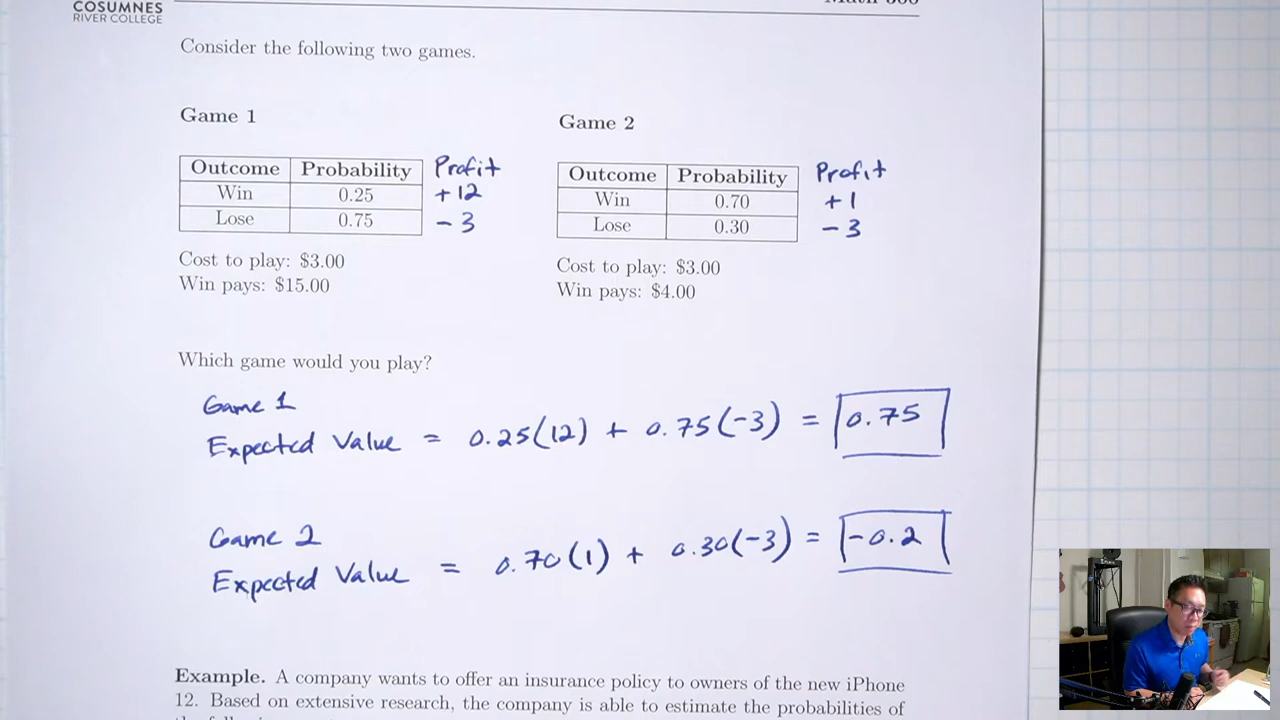 COSUMNES
RIVER COLLEGE
Consider the following two games.
Game 1
Outcome Probability Profit
Win 0.25 +12
Lose 0.75 -3
Cost to play: $3.00
Win pays: $15.00
Game 2
Outcome Probability Profit
Win 0.70 +1
Lose 0.30 -3
Cost to play: $3.00
Win pays: $4.00
Which game would you play?
Game 1
Expected Value = 0.25(12) + 0.75(-3) = 0.75
Game 2
Expected Value = 0.70(1) + 0.30(-3) = -0.2
Example. A company wants to offer an insurance policy to owners of the new iPhone
12. Based on extensive research, the company is able to estimate the probabilities of